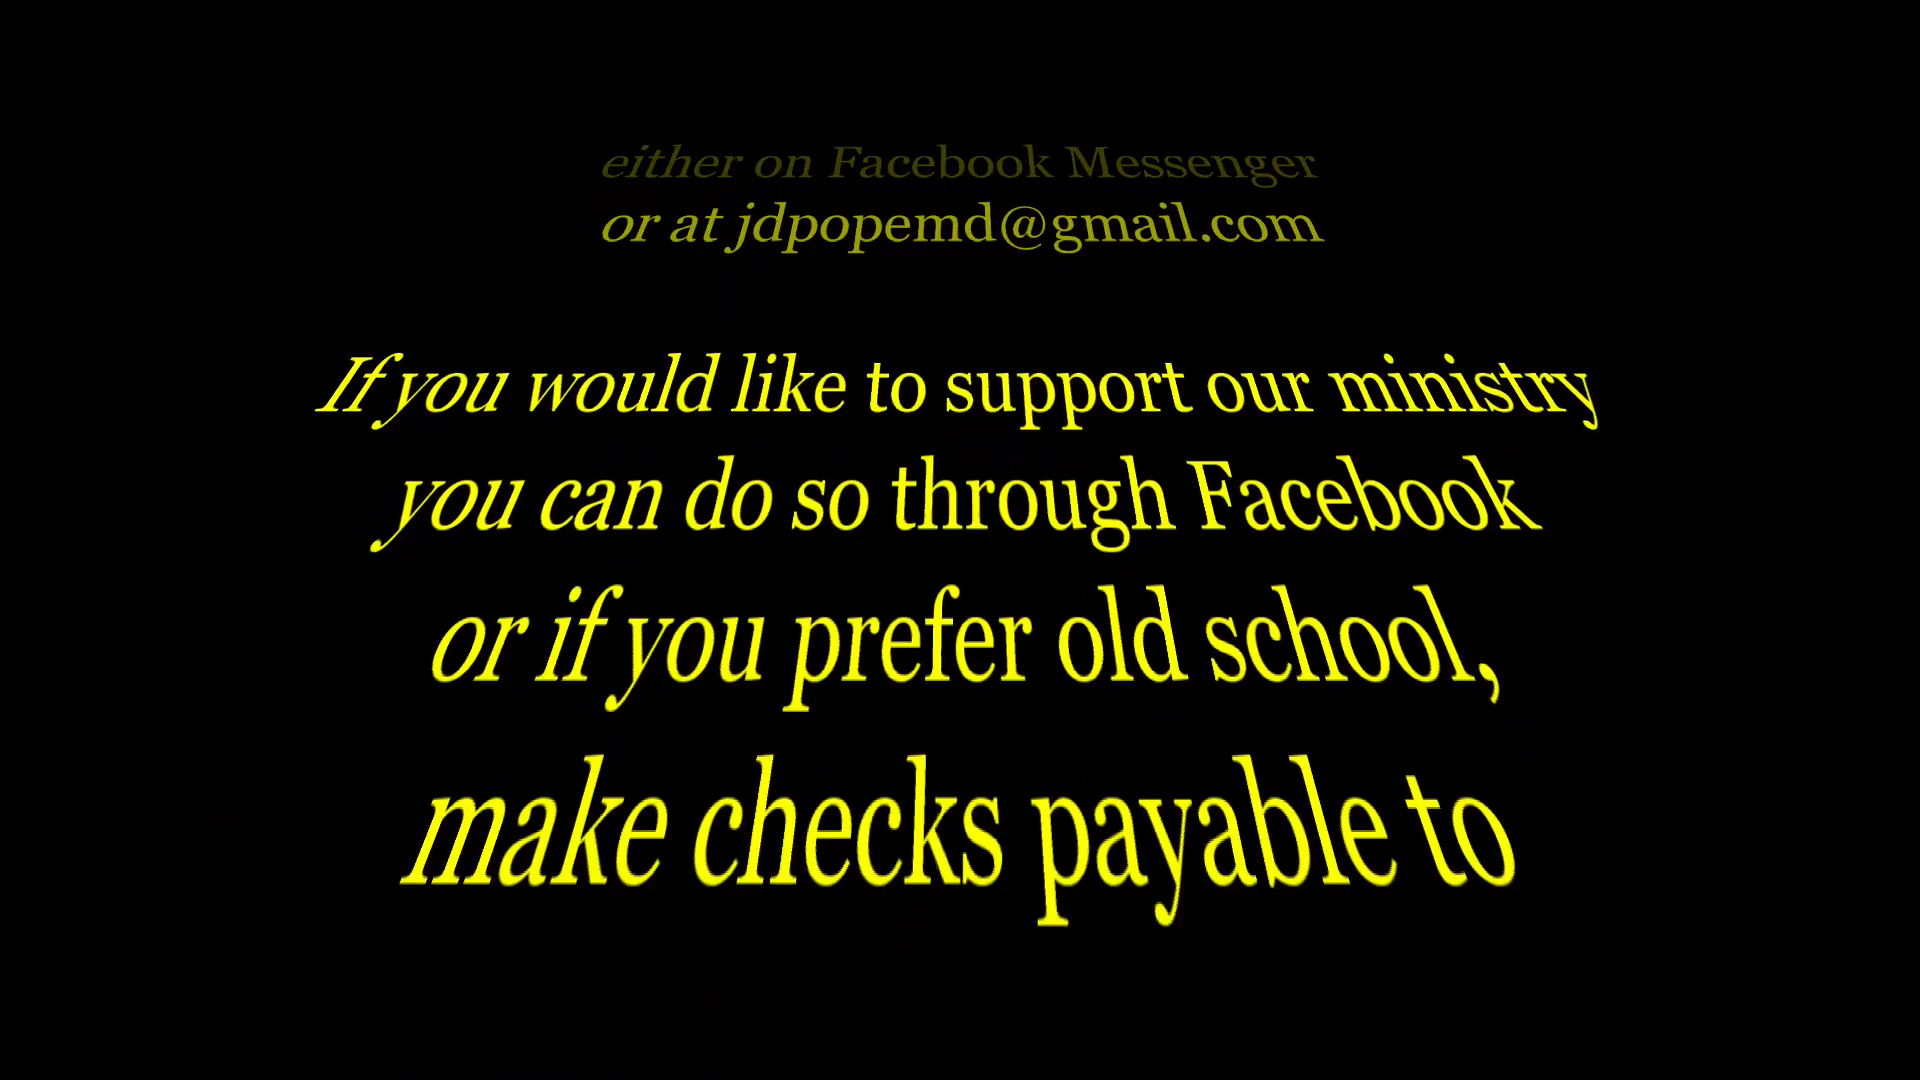 either on Facebook Messenger
or at jdpopemd@gmail.com
If you would like to support our ministry
you can do so through Facebook
or if you prefer old school,
make checks payable to